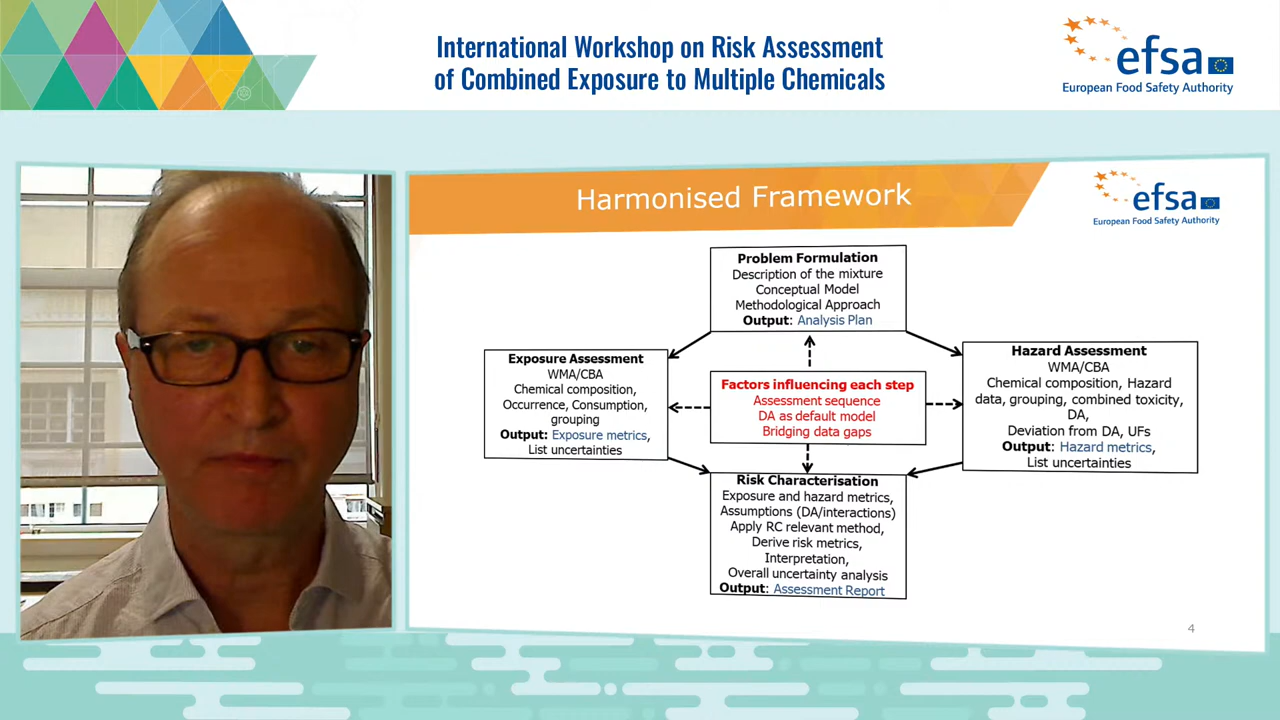 International Workshop on Risk Assessment
of Combined Exposure to Multiple Chemicals
efsa
European Food Safety Authority
Harmonised Framework
efsa
European Food Safety Authority
Problem Formulation
Description of the mixture
Conceptual Model
Methodological Approach
Output: Analysis Plan
Exposure Assessment
WMA/CBA
Chemical composition,
Occurrence, Consumption,
grouping
Output: Exposure metrics,
List uncertainties
Factors influencing each step
Assessment sequence
DA as default model
Bridging data gaps
Hazard Assessment
WMA/CBA
Chemical composition, Hazard
data, grouping, combined toxicity,
DA,
Deviation from DA, UFs
Output: Hazard metrics,
List uncertainties
Risk Characterisation
Exposure and hazard metrics,
Assumptions (DA/interactions)
Apply RC relevant method,
Derive risk metrics,
Interpretation,
Overall uncertainty analysis
Output: Assessment Report
4